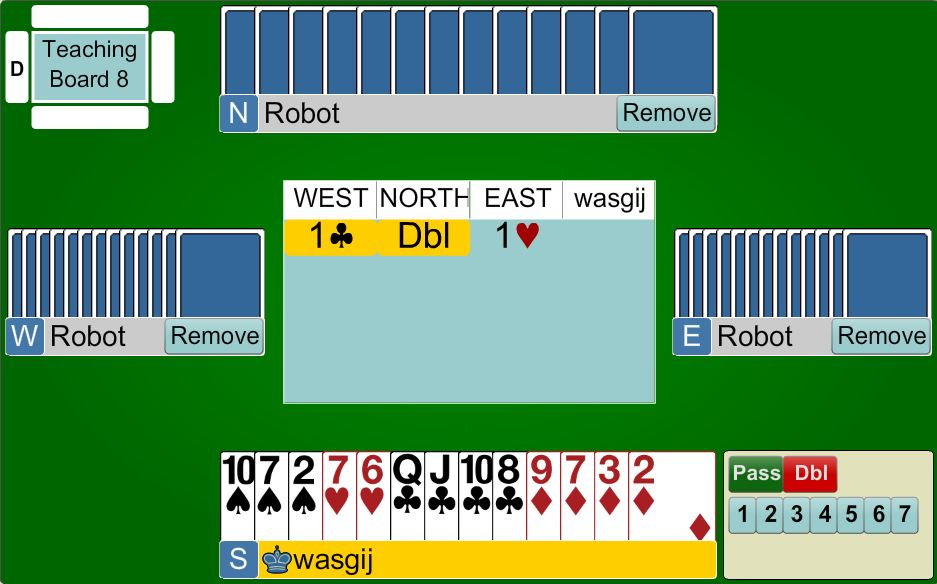 D
Teaching
Board 8
N Robot Remove
WEST NORTH EAST wasgij
1♣ Dbl 1♥
W Robot Remove
E Robot Remove
10 7 2 7 6 Q J 10 8 9 7 3 2
♠ ♠ ♠ ♥ ♥ ♣ ♣ ♣ ♣ ♦ ♦ ♦ ♦
♦
Pass Dbl
1 2 3 4 5 6 7
S wasgij